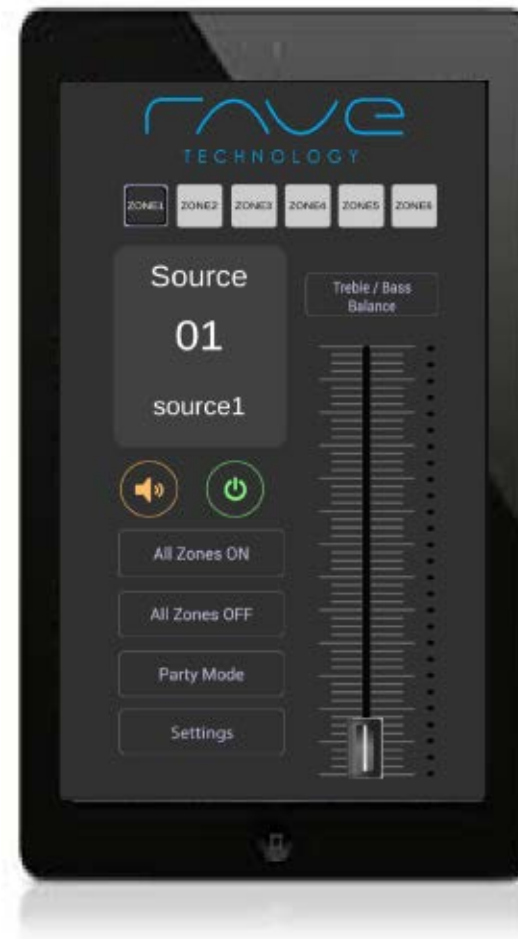 rave
TECHNOLOGY
ZONE1 ZONE2 ZONE3 ZONE4 ZONE5 ZONE6
Source
01
source1
Treble / Bass
Balance
All Zones ON
All Zones OFF
Party Mode
Settings